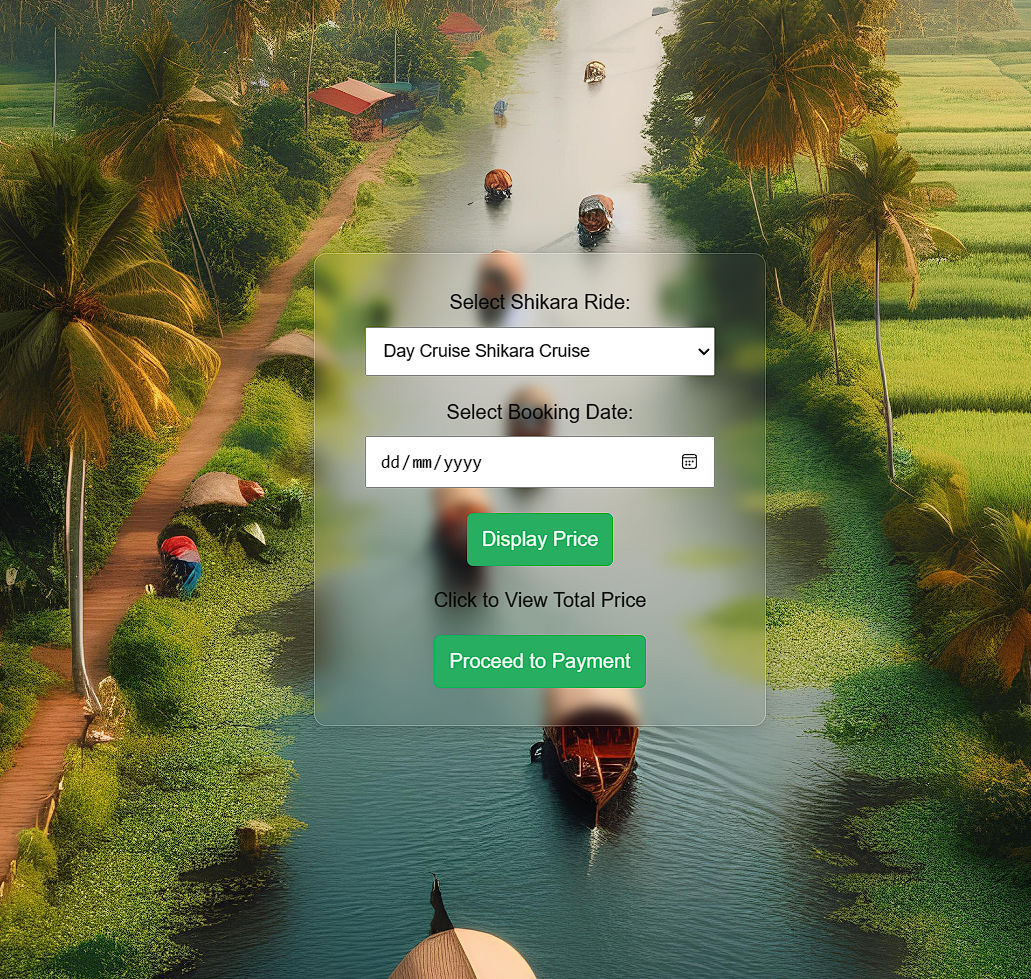 Select Shikara Ride:
Day Cruise Shikara Cruise
Select Booking Date:
dd/mm/yyyy
Display Price
Click to View Total Price
Proceed to Payment